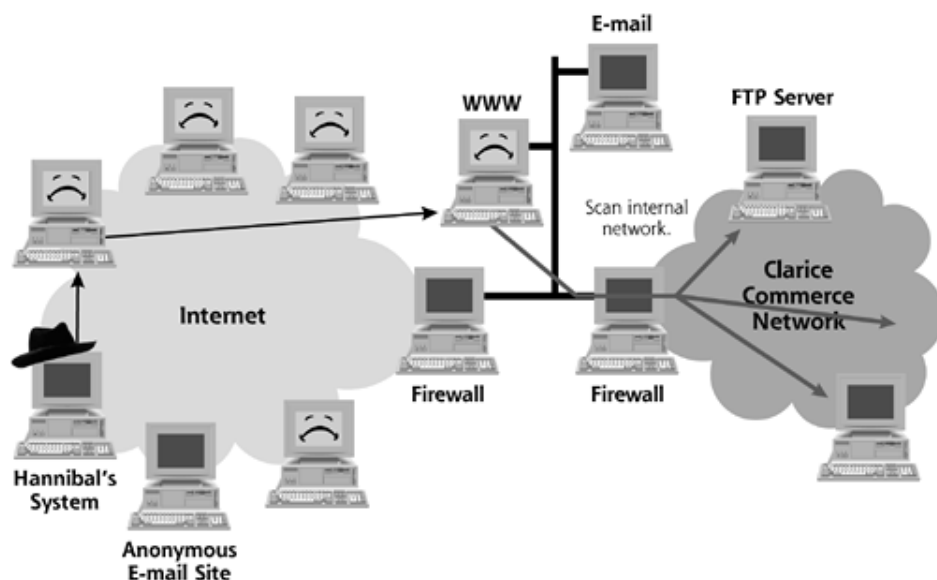 E-mail
WWW
FTP Server
Scan internal
network.
Internet
Clarice
Commerce
Network
Firewall
Firewall
Hannibal's
System
Anonymous
E-mail Site